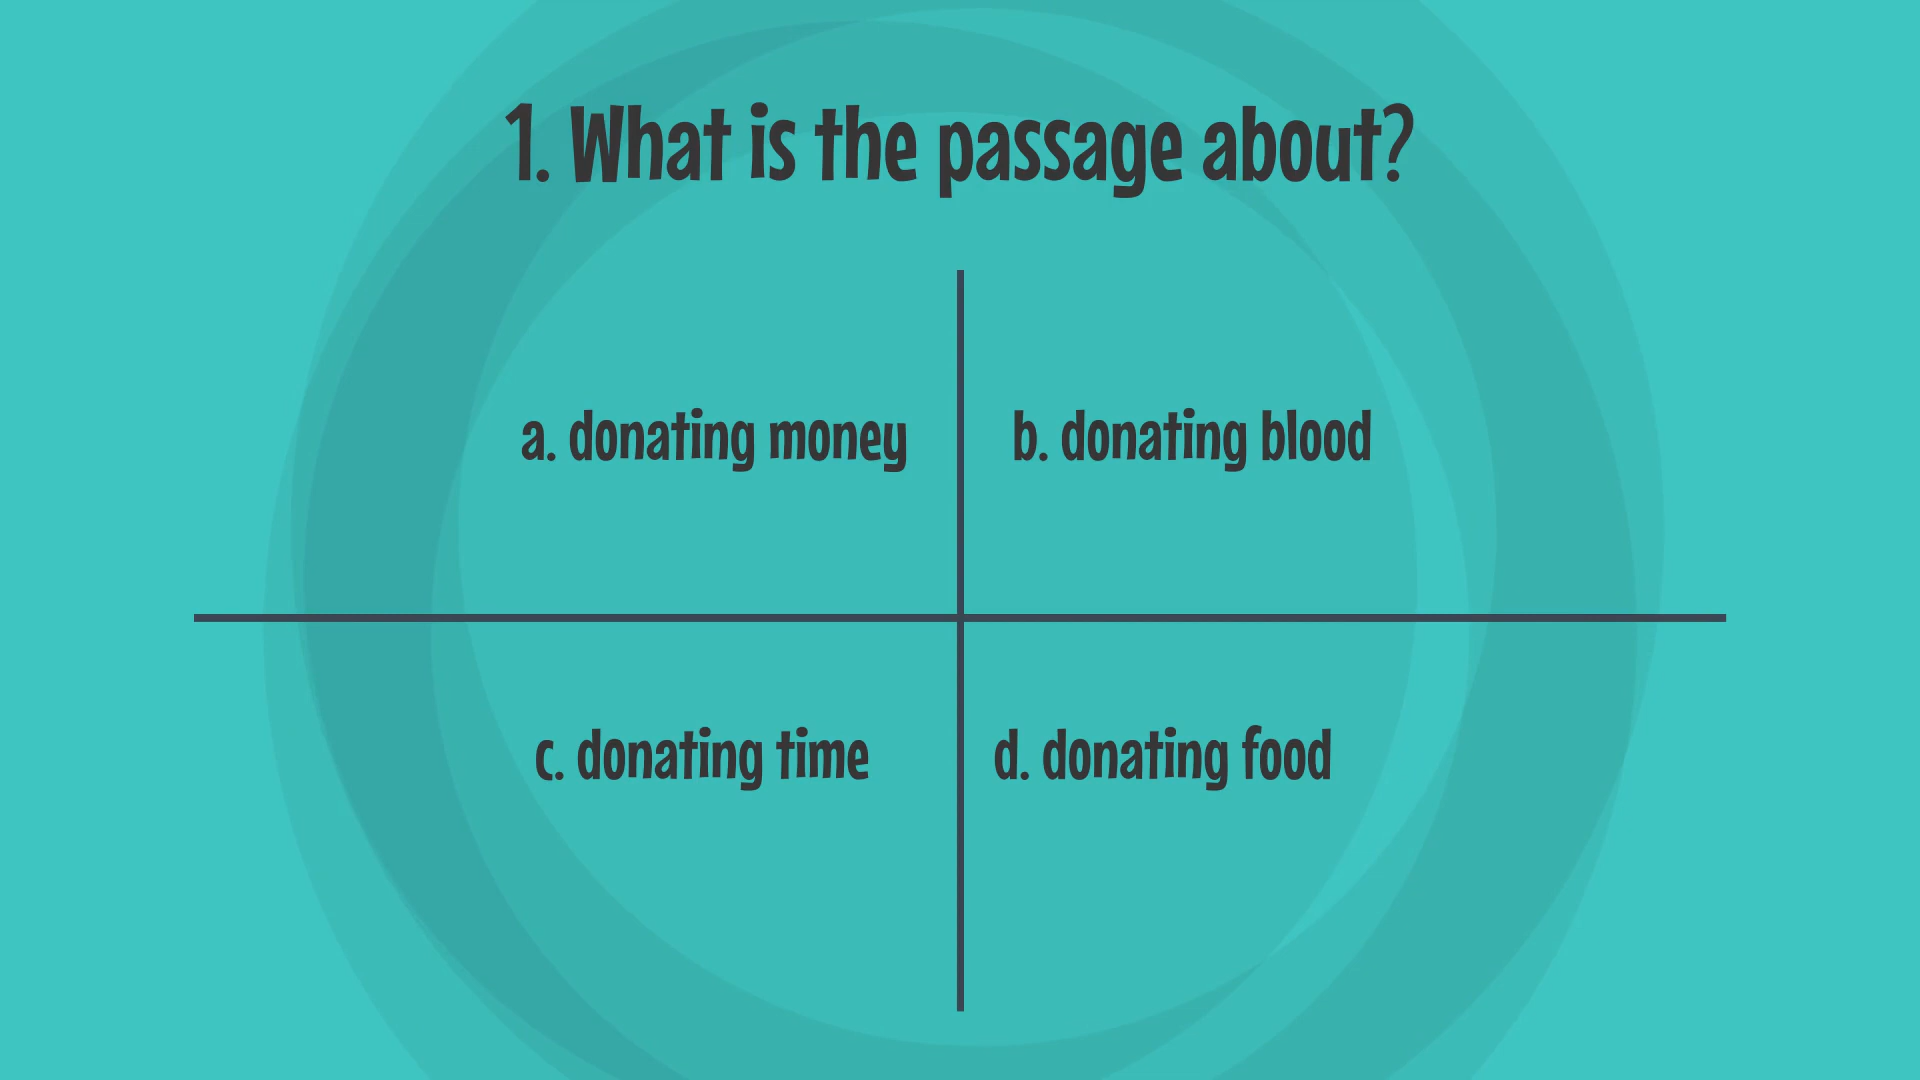 1. What is the passage about?
a. donating money
b. donating blood
c. donating time
d. donating food